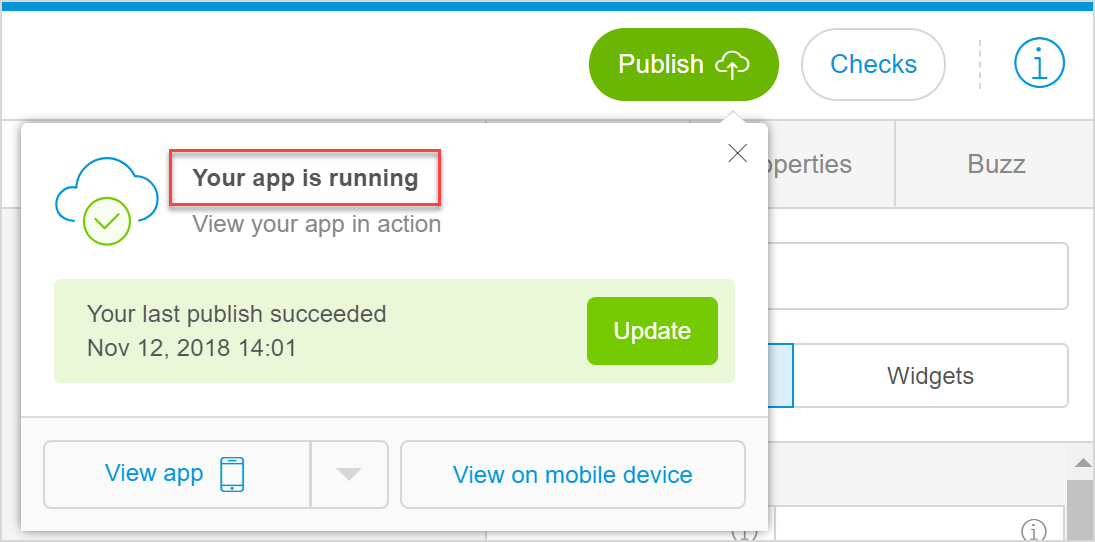 Publish
Checks
Your app is running
View your app in action
operties
Buzz
Your last publish succeeded
Nov 12, 2018 14:01
Update
Widgets
View app
View on mobile device